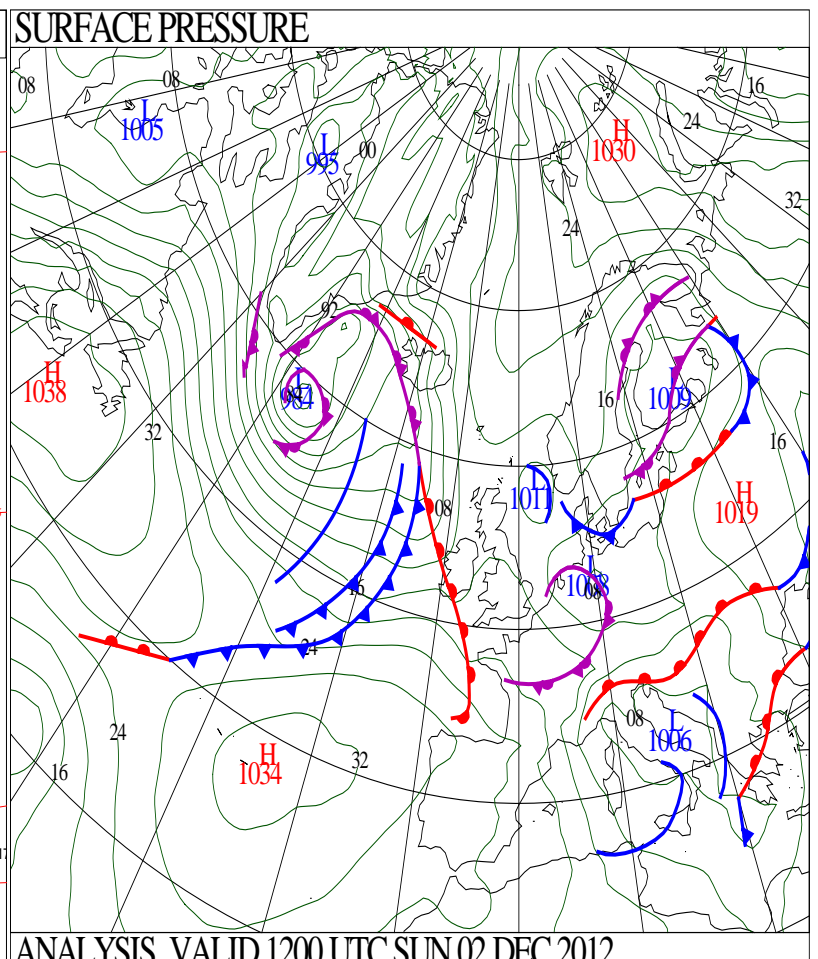 SURFACE PRESSURE
08
08
16
L
1005
24
H
1030
L
995
00
32
24
92
H
1038
L
984
L
1009
16
32
16
L
1011
H
1019
08
L
1008
08
16
24
08
L
1006
24
H
1034
32
16
ANALYSIS VALID 1200 UTC SUN 02 DEC 2012